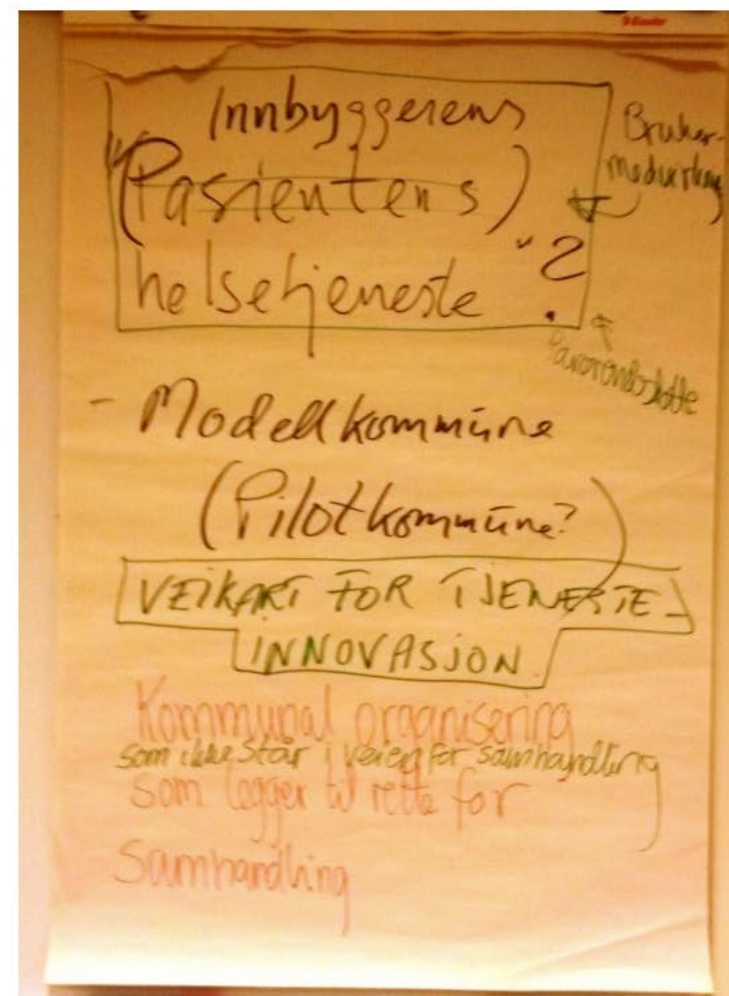 Innbyggerens
"(Pasientens)
helsetjeneste "?
Bruker-
medvirkning
- Modellkommune
(Pilotkommune?)
VEIKART FOR TJENESTE-
INNOVASJON.
Kommunal organisering
som ikke står i veien for samhandling
som legger til rette for
samhandling